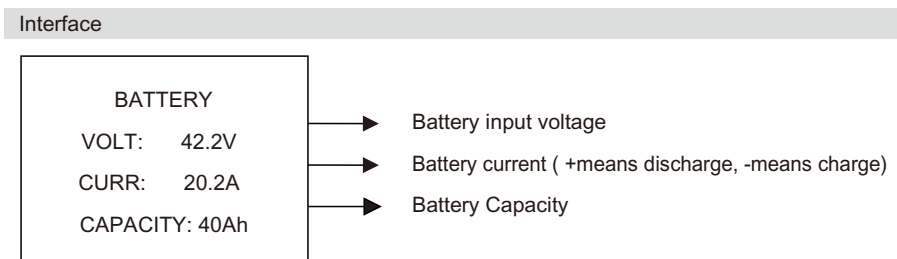 Interface
BATTERY
VOLT: 42.2V
CURR: 20.2A
CAPACITY: 40Ah
Battery input voltage
Battery current ( +means discharge, -means charge)
Battery Capacity